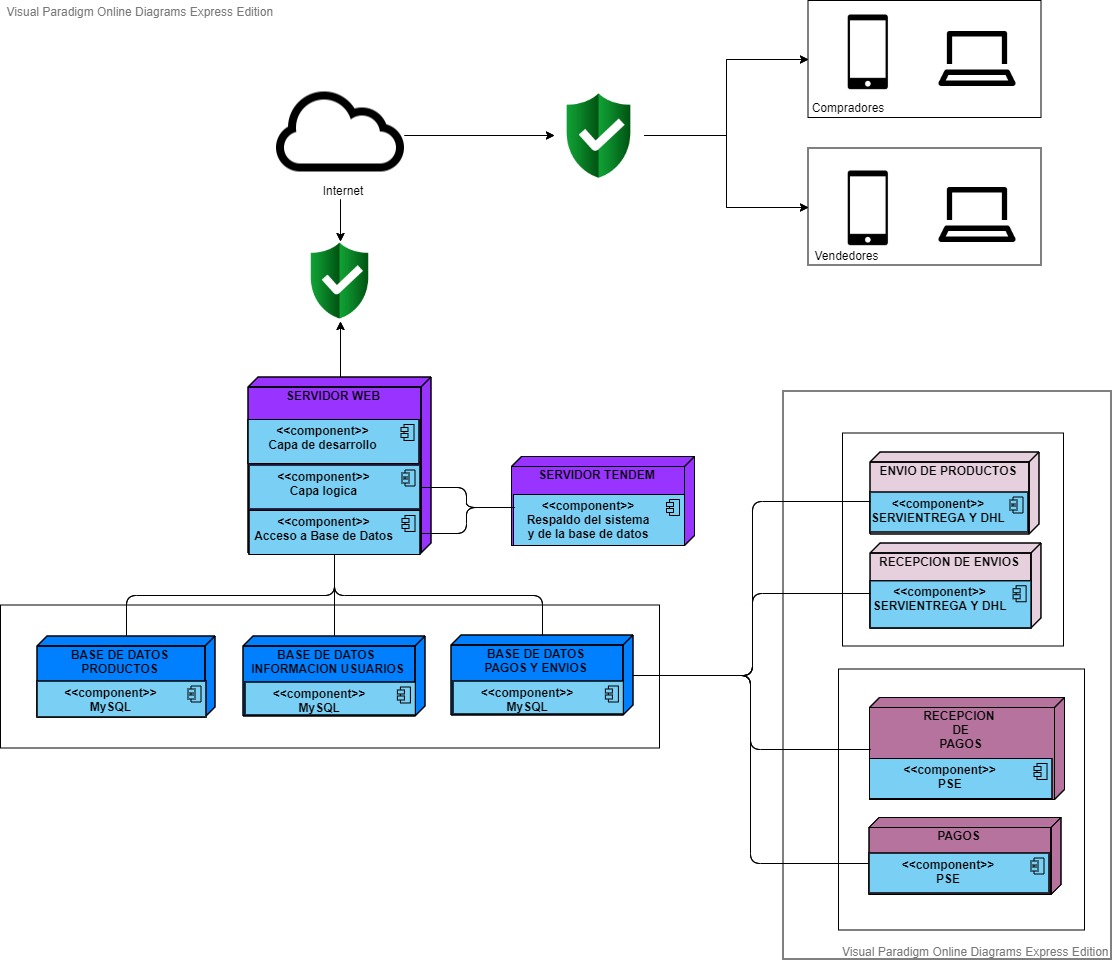 Visual Paradigm Online Diagrams Express Edition
Compradores
Internet
Vendedores
SERVIDOR WEB
<<component>>
Capa de desarrollo
<<component>>
Capa logica
<<component>>
Acceso a Base de Datos
SERVIDOR TENDEM
<<component>>
Respaldo del sistema
y de la base de datos
ENVIO DE PRODUCTOS
<<component>>
SERVIENTREGA Y DHL
RECEPCION DE ENVIOS
<<component>>
SERVIENTREGA Y DHL
BASE DE DATOS
PRODUCTOS
<<component>>
MySQL
BASE DE DATOS
INFORMACION USUARIOS
<<component>>
MySQL
BASE DE DATOS
PAGOS Y ENVIOS
<<component>>
MySQL
RECEPCION
DE
PAGOS
<<component>>
PSE
PAGOS
<<component>>
PSE
Visual Paradigm Online Diagrams Express Edition